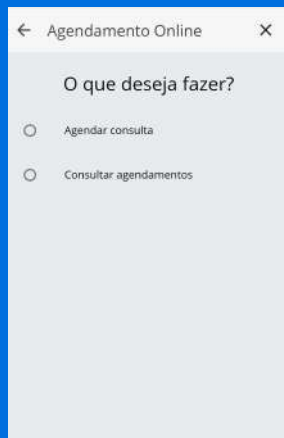 Agendamento Online
O que deseja fazer?
Agendar consulta
Consultar agendamentos